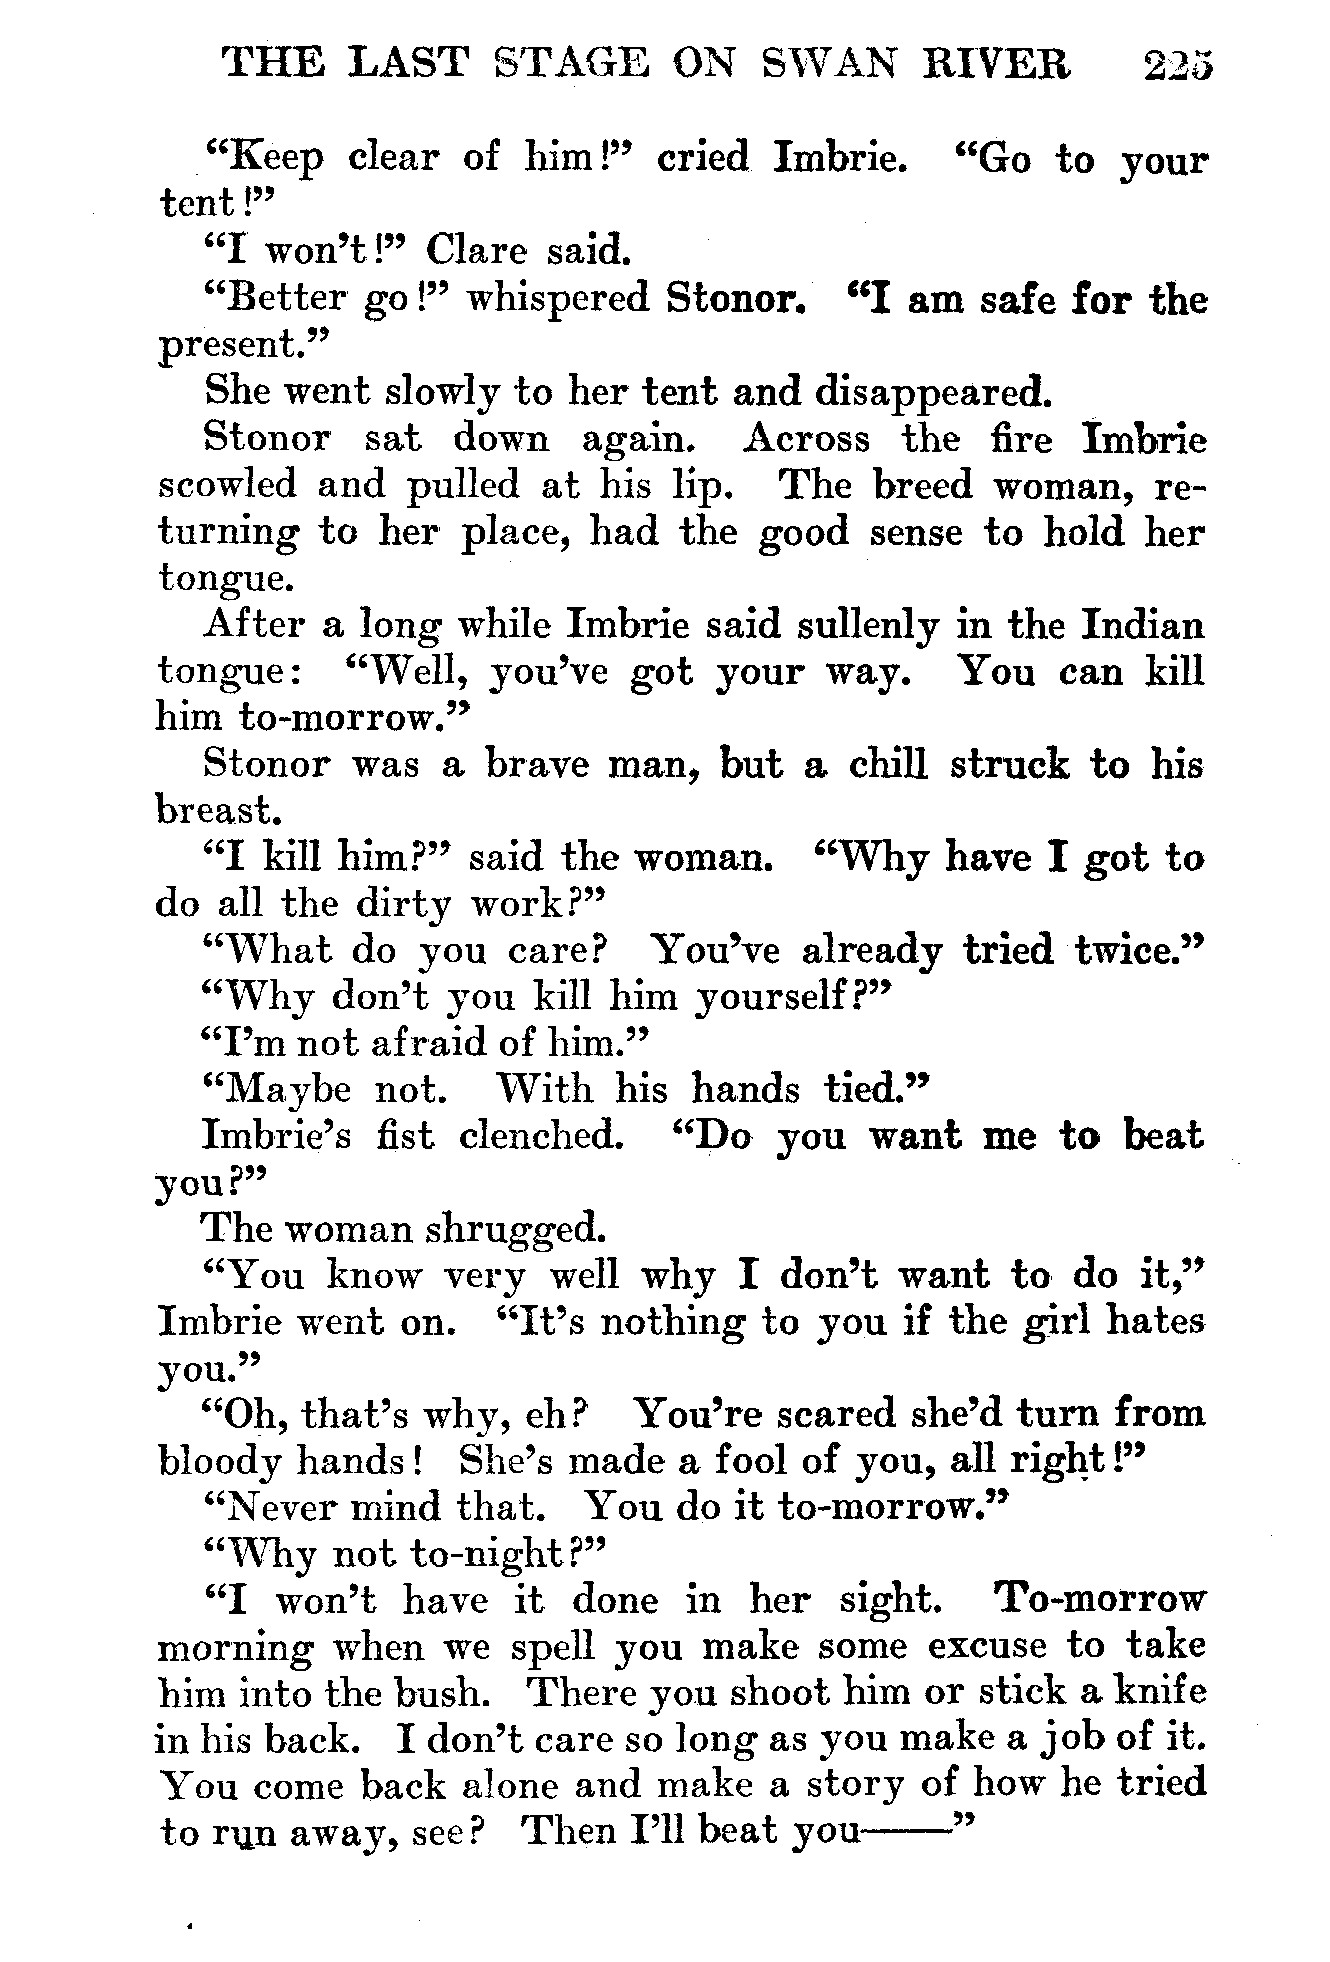 THE LAST STAGE ON SWAN RIVER 225
“Keep clear of him!” cried Imbrie. “Go to your
tent!”
“I won’t!” Clare said.
“Better go!” whispered Stonor. “I am safe for the
present.”
She went slowly to her tent and disappeared.
Stonor sat down again. Across the fire Imbrie
scowled and pulled at his lip. The breed woman, re-
turning to her place, had the good sense to hold her
tongue.
After a long while Imbrie said sullenly in the Indian
tongue: “Well, you’ve got your way. You can kill
him to-morrow.”
Stonor was a brave man, but a chill struck to his
breast.
“I kill him?” said the woman. “Why have I got to
do all the dirty work?”
“What do you care? You’ve already tried twice.”
“Why don’t you kill him yourself?”
“I’m not afraid of him.”
“Maybe not. With his hands tied.”
Imbrie’s fist clenched. “Do you want me to beat
you?”
The woman shrugged.
“You know very well why I don’t want to do it,”
Imbrie went on. “It’s nothing to you if the girl hates
you.”
“Oh, that’s why, eh? You’re scared she’d turn from
bloody hands! She’s made a fool of you, all right!”
“Never mind that. You do it to-morrow.”
“Why not to-night?”
“I won’t have it done in her sight. To-morrow
morning when we spell you make some excuse to take
him into the bush. There you shoot him or stick a knife
in his back. I don’t care so long as you make a job of it.
You come back alone and make a story of how he tried
to run away, see? Then I’ll beat you——”